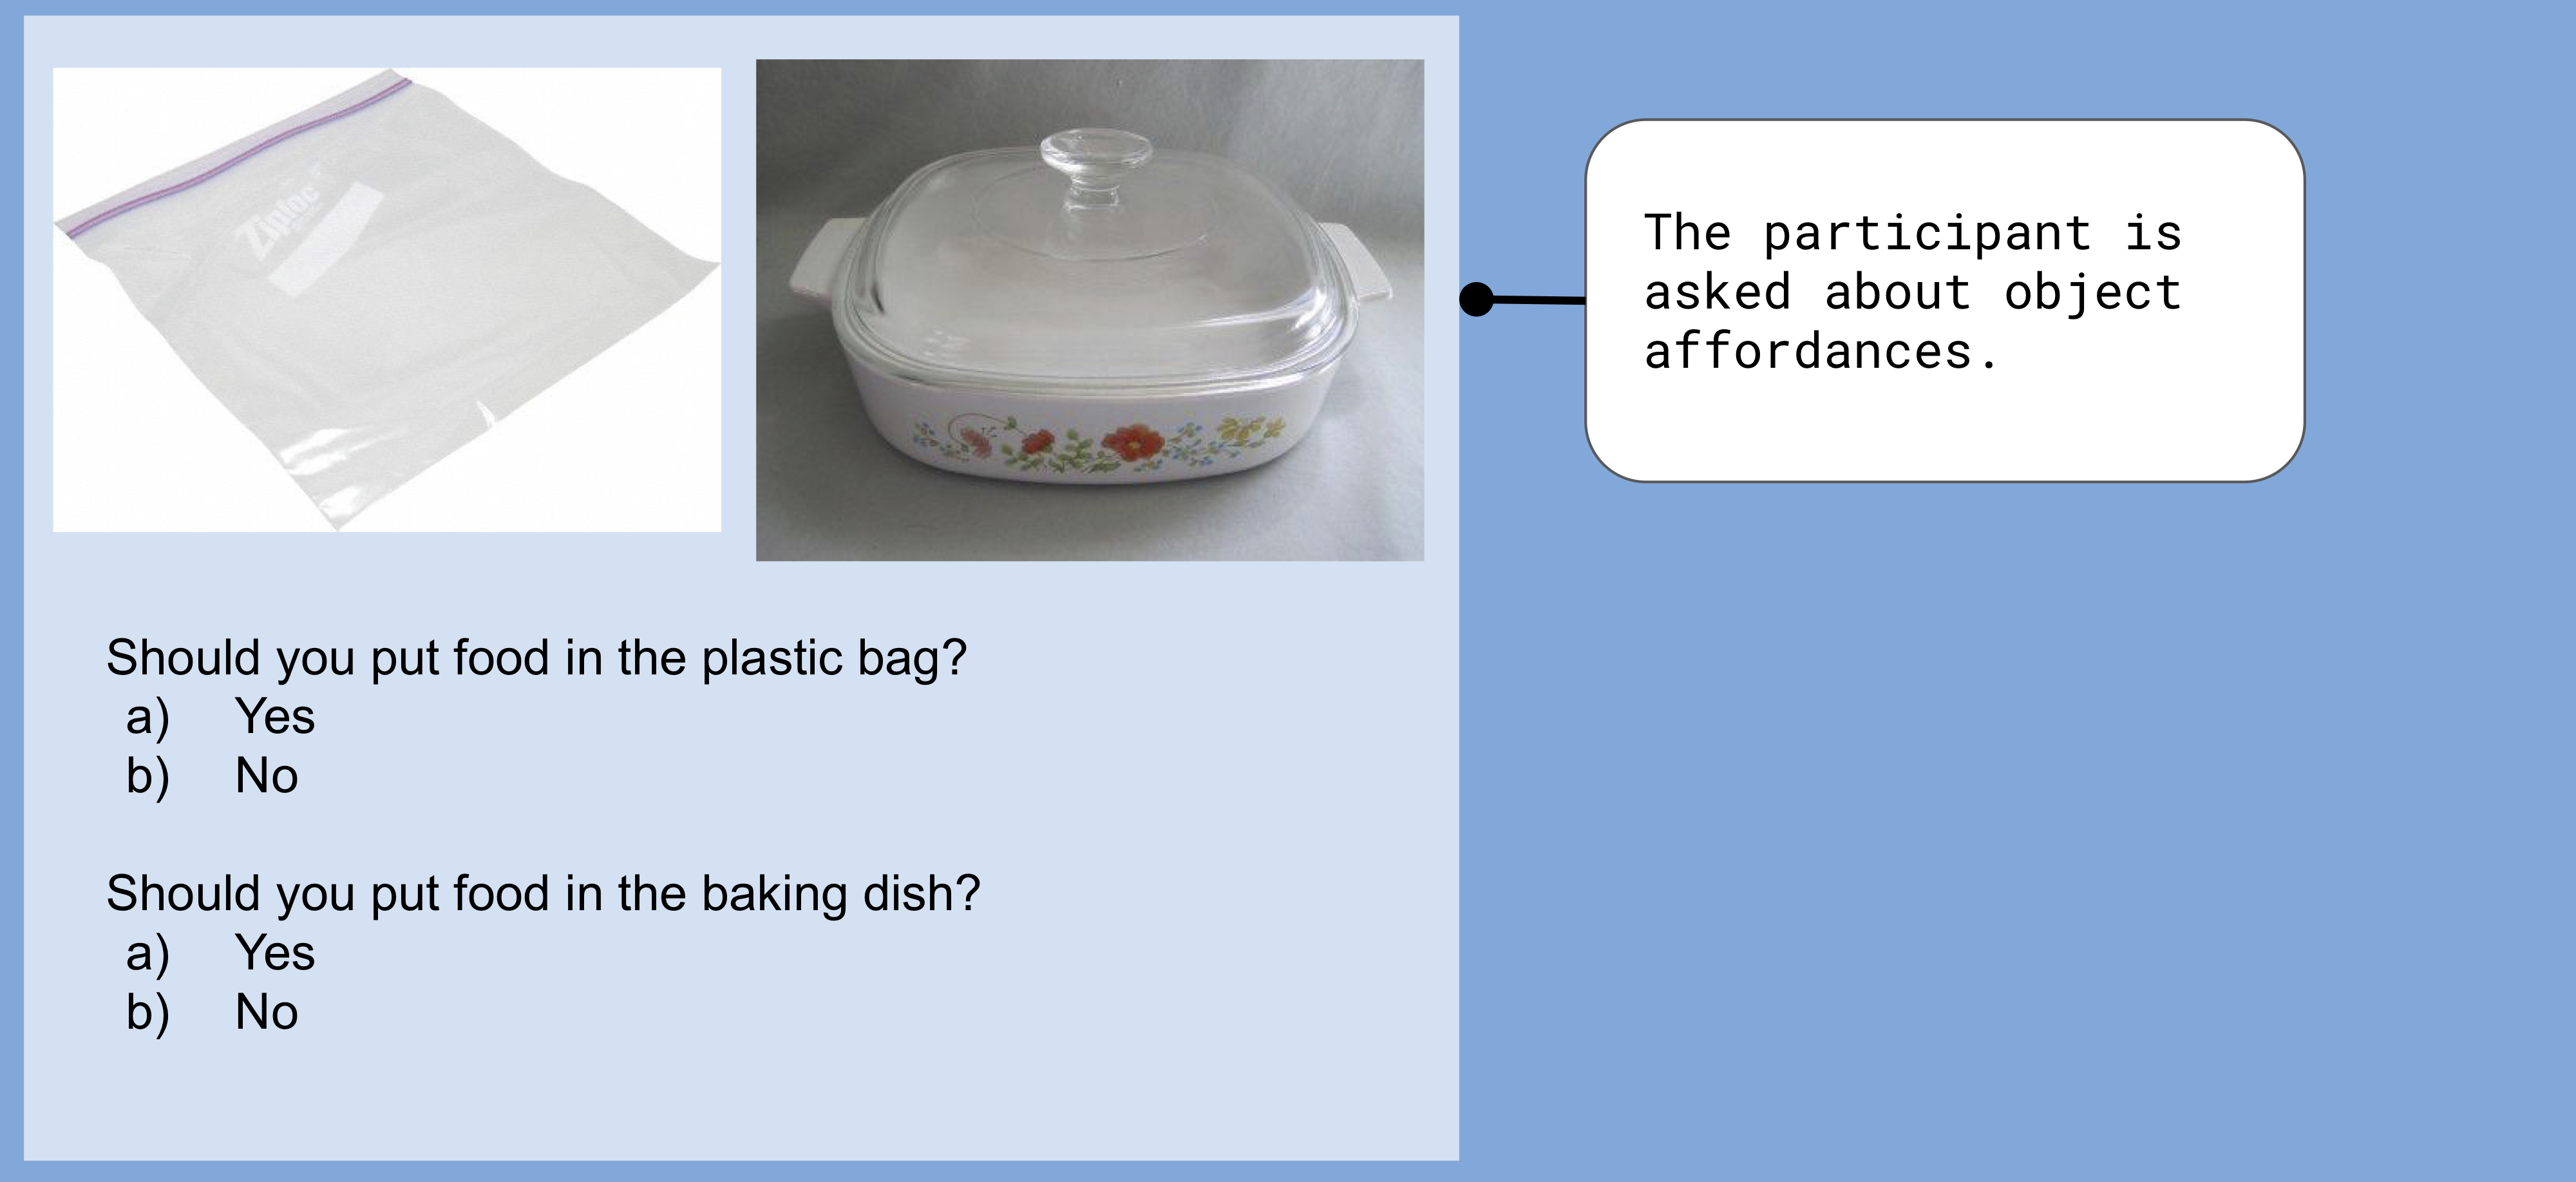 Ziploc
The participant is
asked about object
affordances.
Should you put food in the plastic bag?
a) Yes
b) No
Should you put food in the baking dish?
a) Yes
b) No